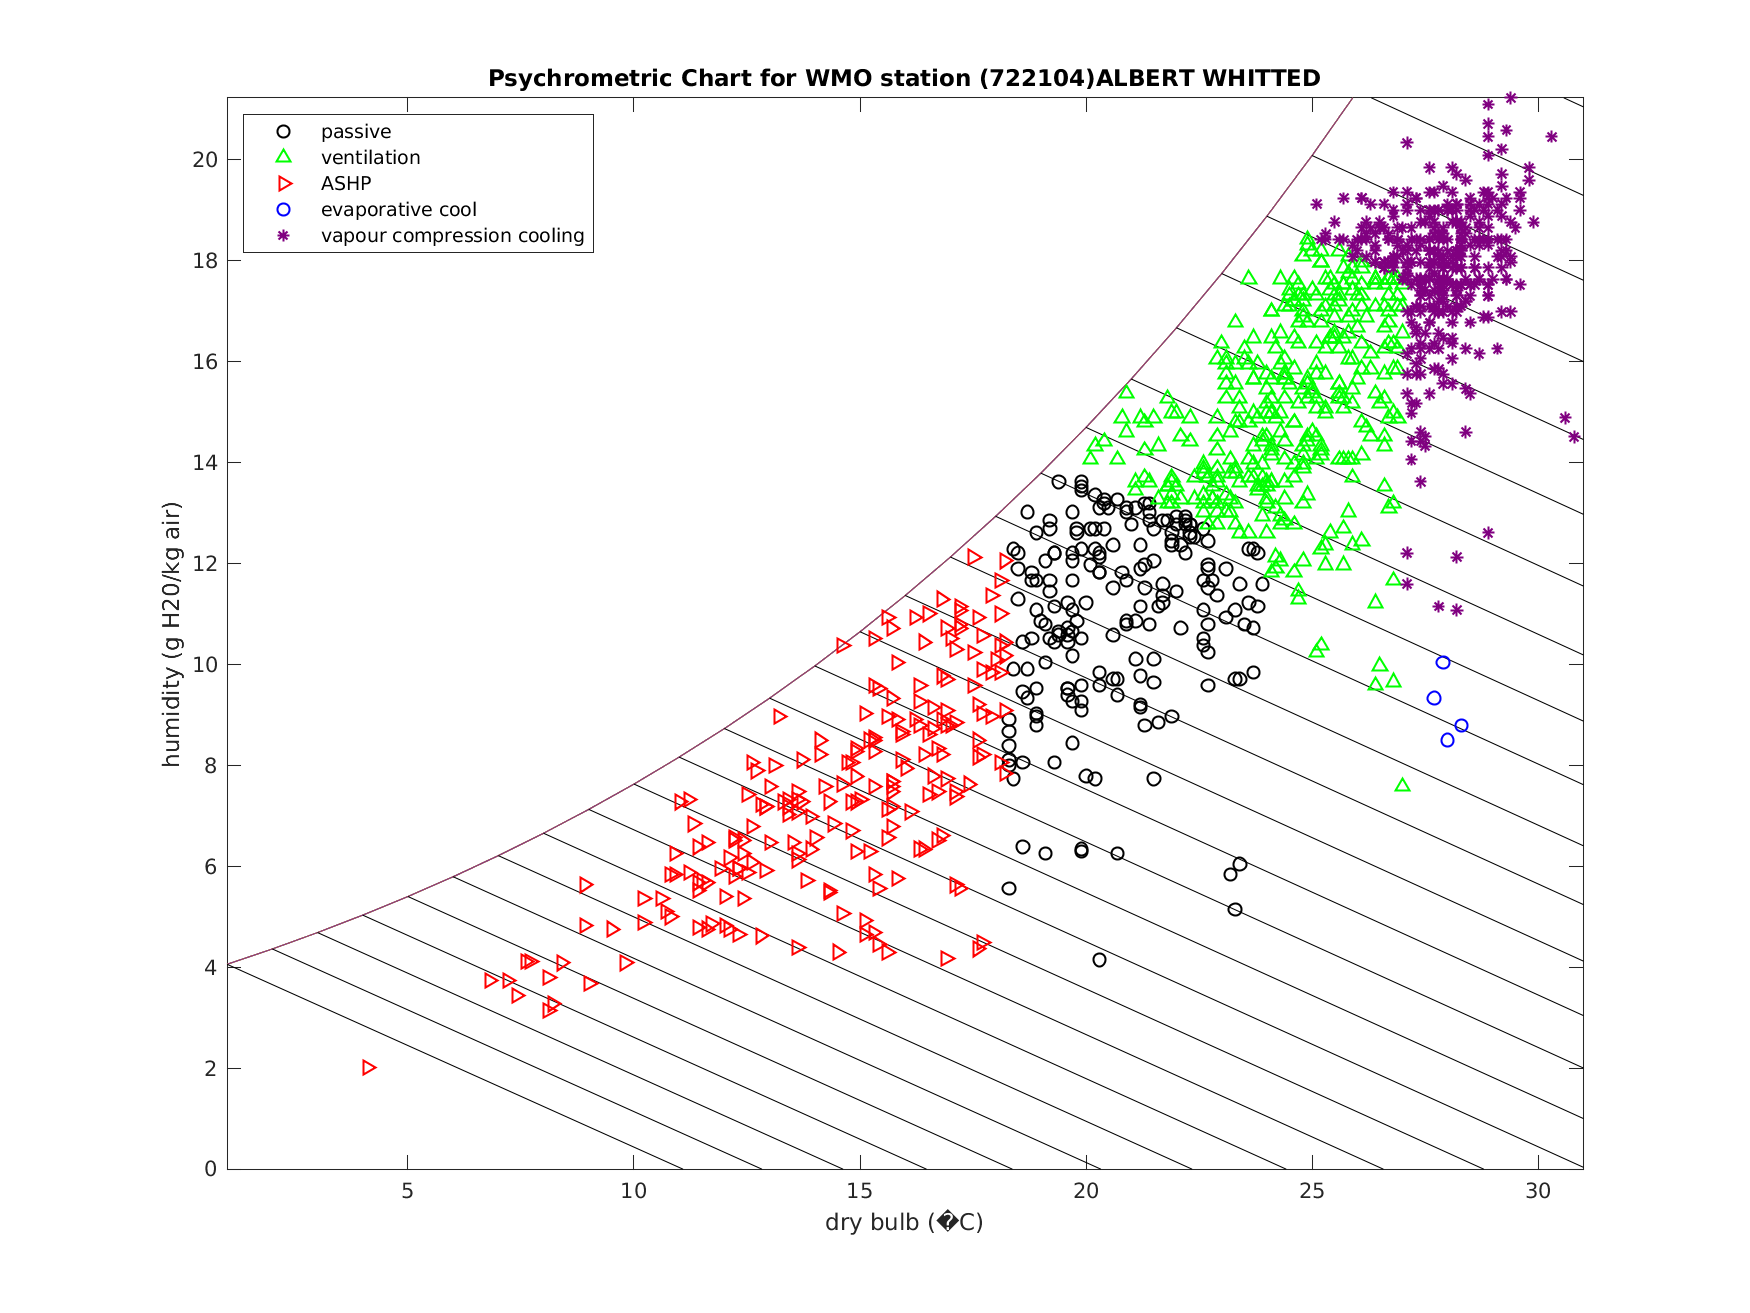 Psychrometric Chart for WMO station (722104)ALBERT WHITTED
passive
ventilation
ASHP
evaporative cool
vapour compression cooling
humidity (g H20/kg air)
20
18
16
14
12
10
8
6
4
2
0
5 10 15 20 25 30
dry bulb (�C)